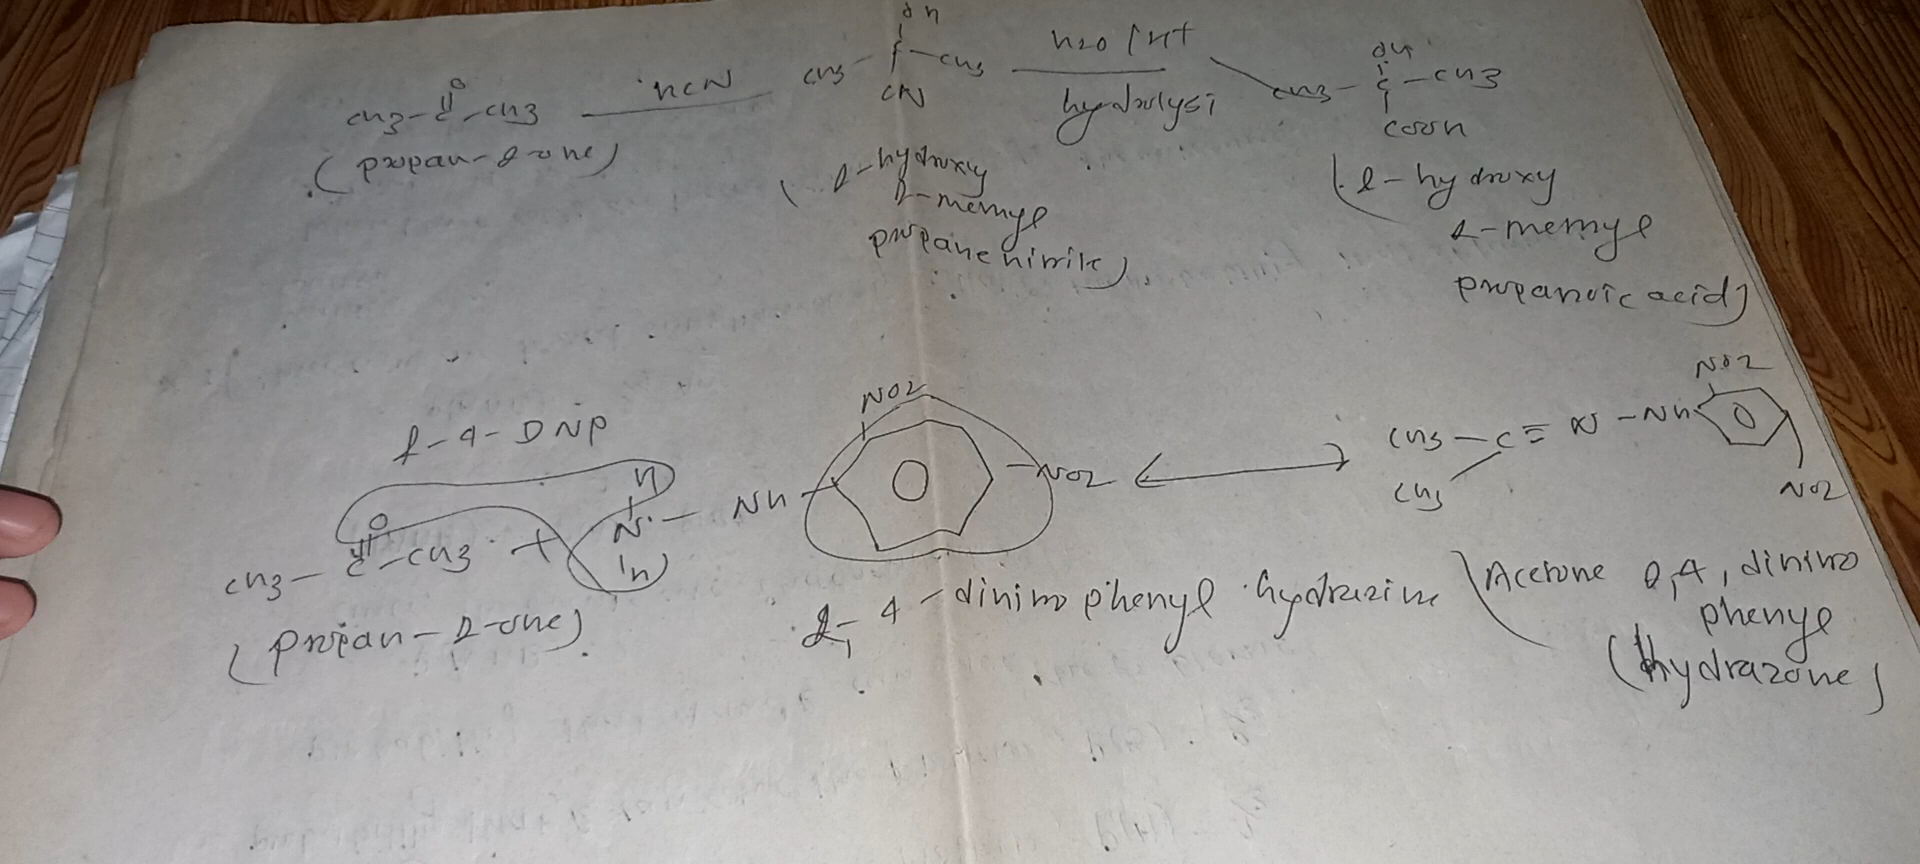 OH
CH3-C-CH3 HCN CH3-C-CH3 H2O/H+ CH3-C-CH3
O CN hydrolysi OH
COOH
(propan-2-one)
(2-hydroxy
2-methyl
propanenitrile)
(2-hydroxy
2-methyl
propanoic acid)
2-4-DNP
NO2
NO2
CH3-C-CH3 + N-NH NO2 CH3-C=N-NH
O H CH3 NO2
H
(propan-2-one)
2,4-dinitro phenyl hydrazine
(Acetone 2,4, dinitro
phenyl
(hydrazone)